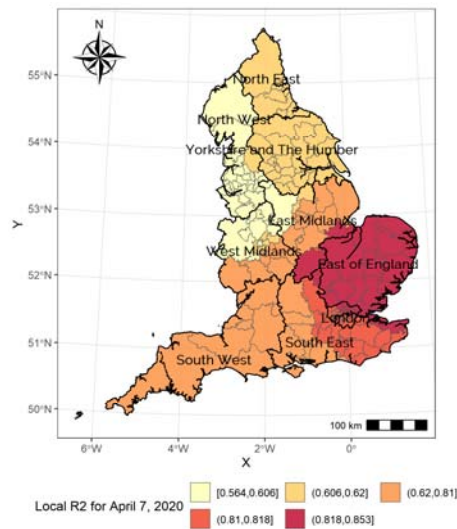 N
55°N
North East
North West
54°N
Yorkshire and The Humber
53°N
East Midlands
West Midlands
52°N
East of England
London
51°N
South East
South West
50°N
100 km
6°W 4°W 2°W 0°
X
Y
Local R2 for April 7, 2020
[0.564,0.606] (0.606,0.62] (0.62,0.81]
(0.81,0.818] (0.818,0.853]